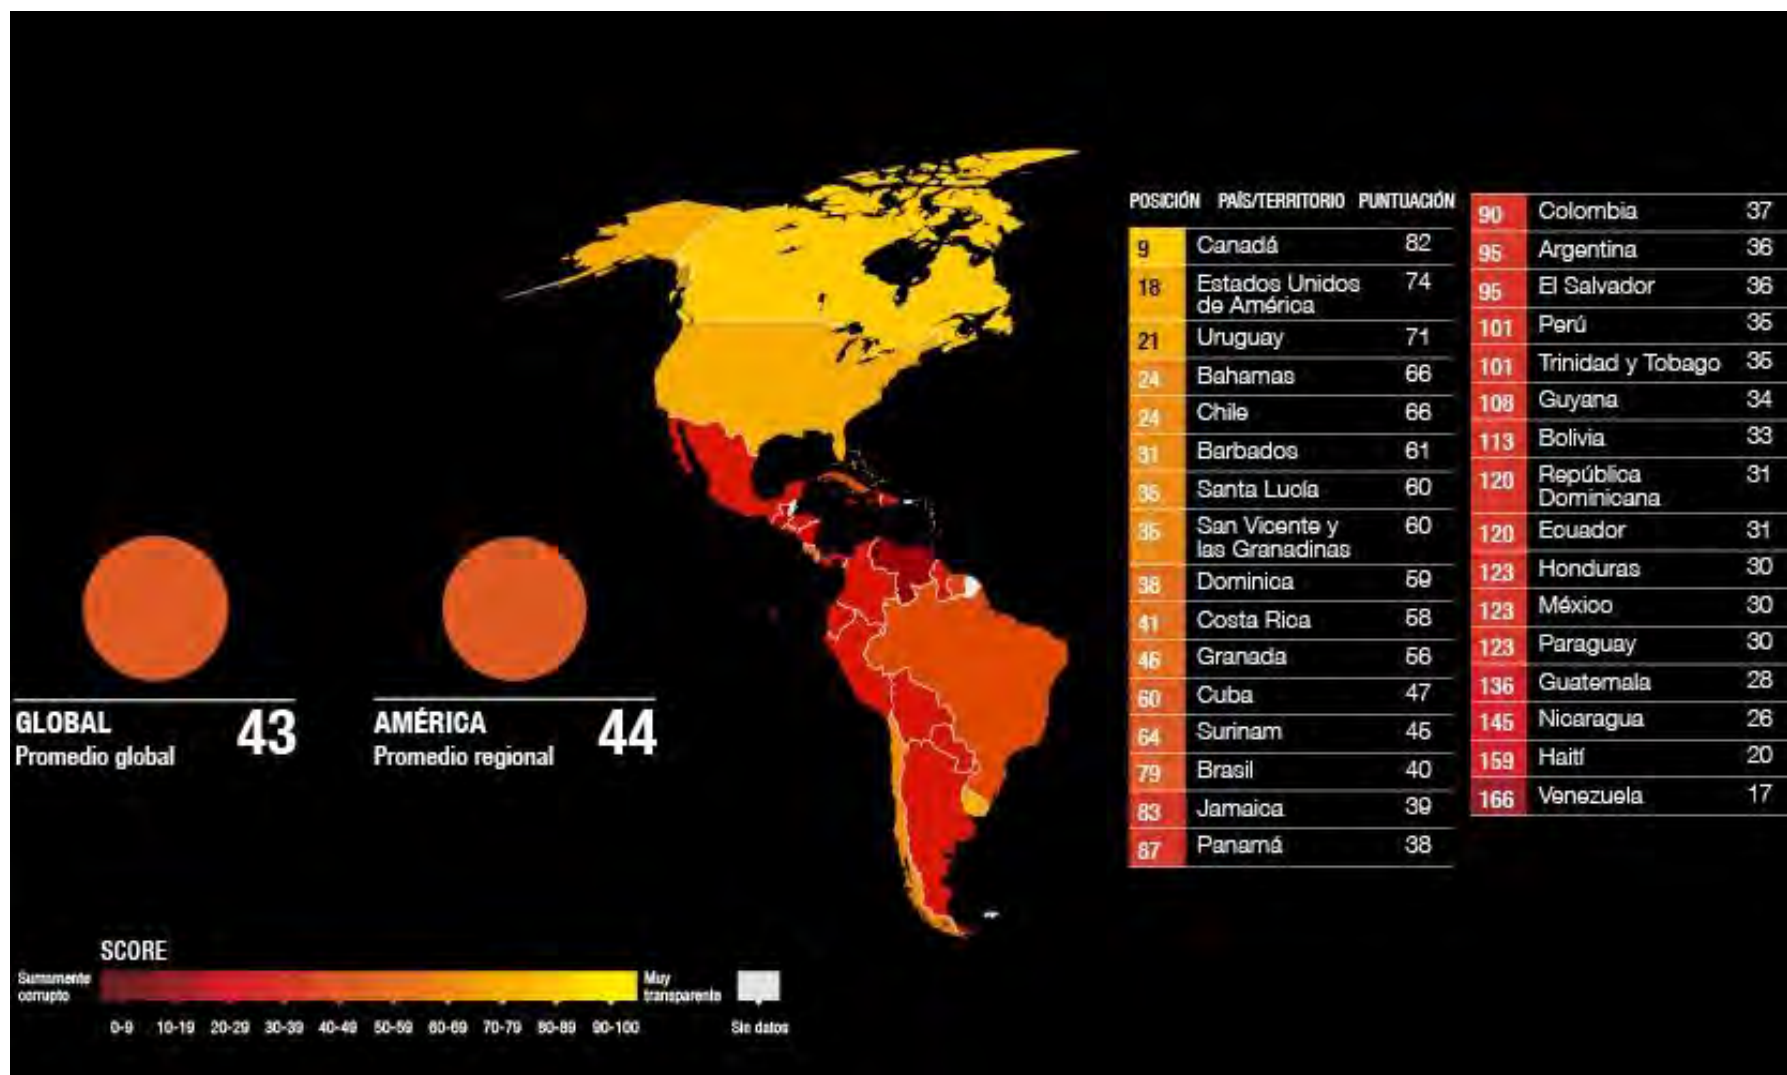 POSICIÓN PAÍS/TERRITORIO PUNTUACIÓN
9 Canadá 82
18 Estados Unidos 74
de América
21 Uruguay 71
24 Bahamas 66
24 Chile 66
31 Barbados 61
35 Santa Lucía 60
35 San Vicente y 60
las Granadinas
38 Dominica 59
41 Costa Rica 58
46 Granada 56
60 Cuba 47
64 Surinam 45
79 Brasil 40
83 Jamaica 39
87 Panamá 38
90 Colombia 37
95 Argentina 36
95 El Salvador 36
101 Perú 35
101 Trinidad y Tobago 35
108 Guyana 34
113 Bolivia 33
120 República 31
Dominicana
120 Ecuador 31
123 Honduras 30
123 México 30
123 Paraguay 30
136 Guatemala 28
145 Nicaragua 26
159 Haití 20
166 Venezuela 17
GLOBAL 43
Promedio global
AMÉRICA 44
Promedio regional
SCORE
Sumamente
corrupto
Muy
transparente
0-9 10-19 20-29 30-39 40-49 50-59 60-69 70-79 80-89 90-100 Sin datos